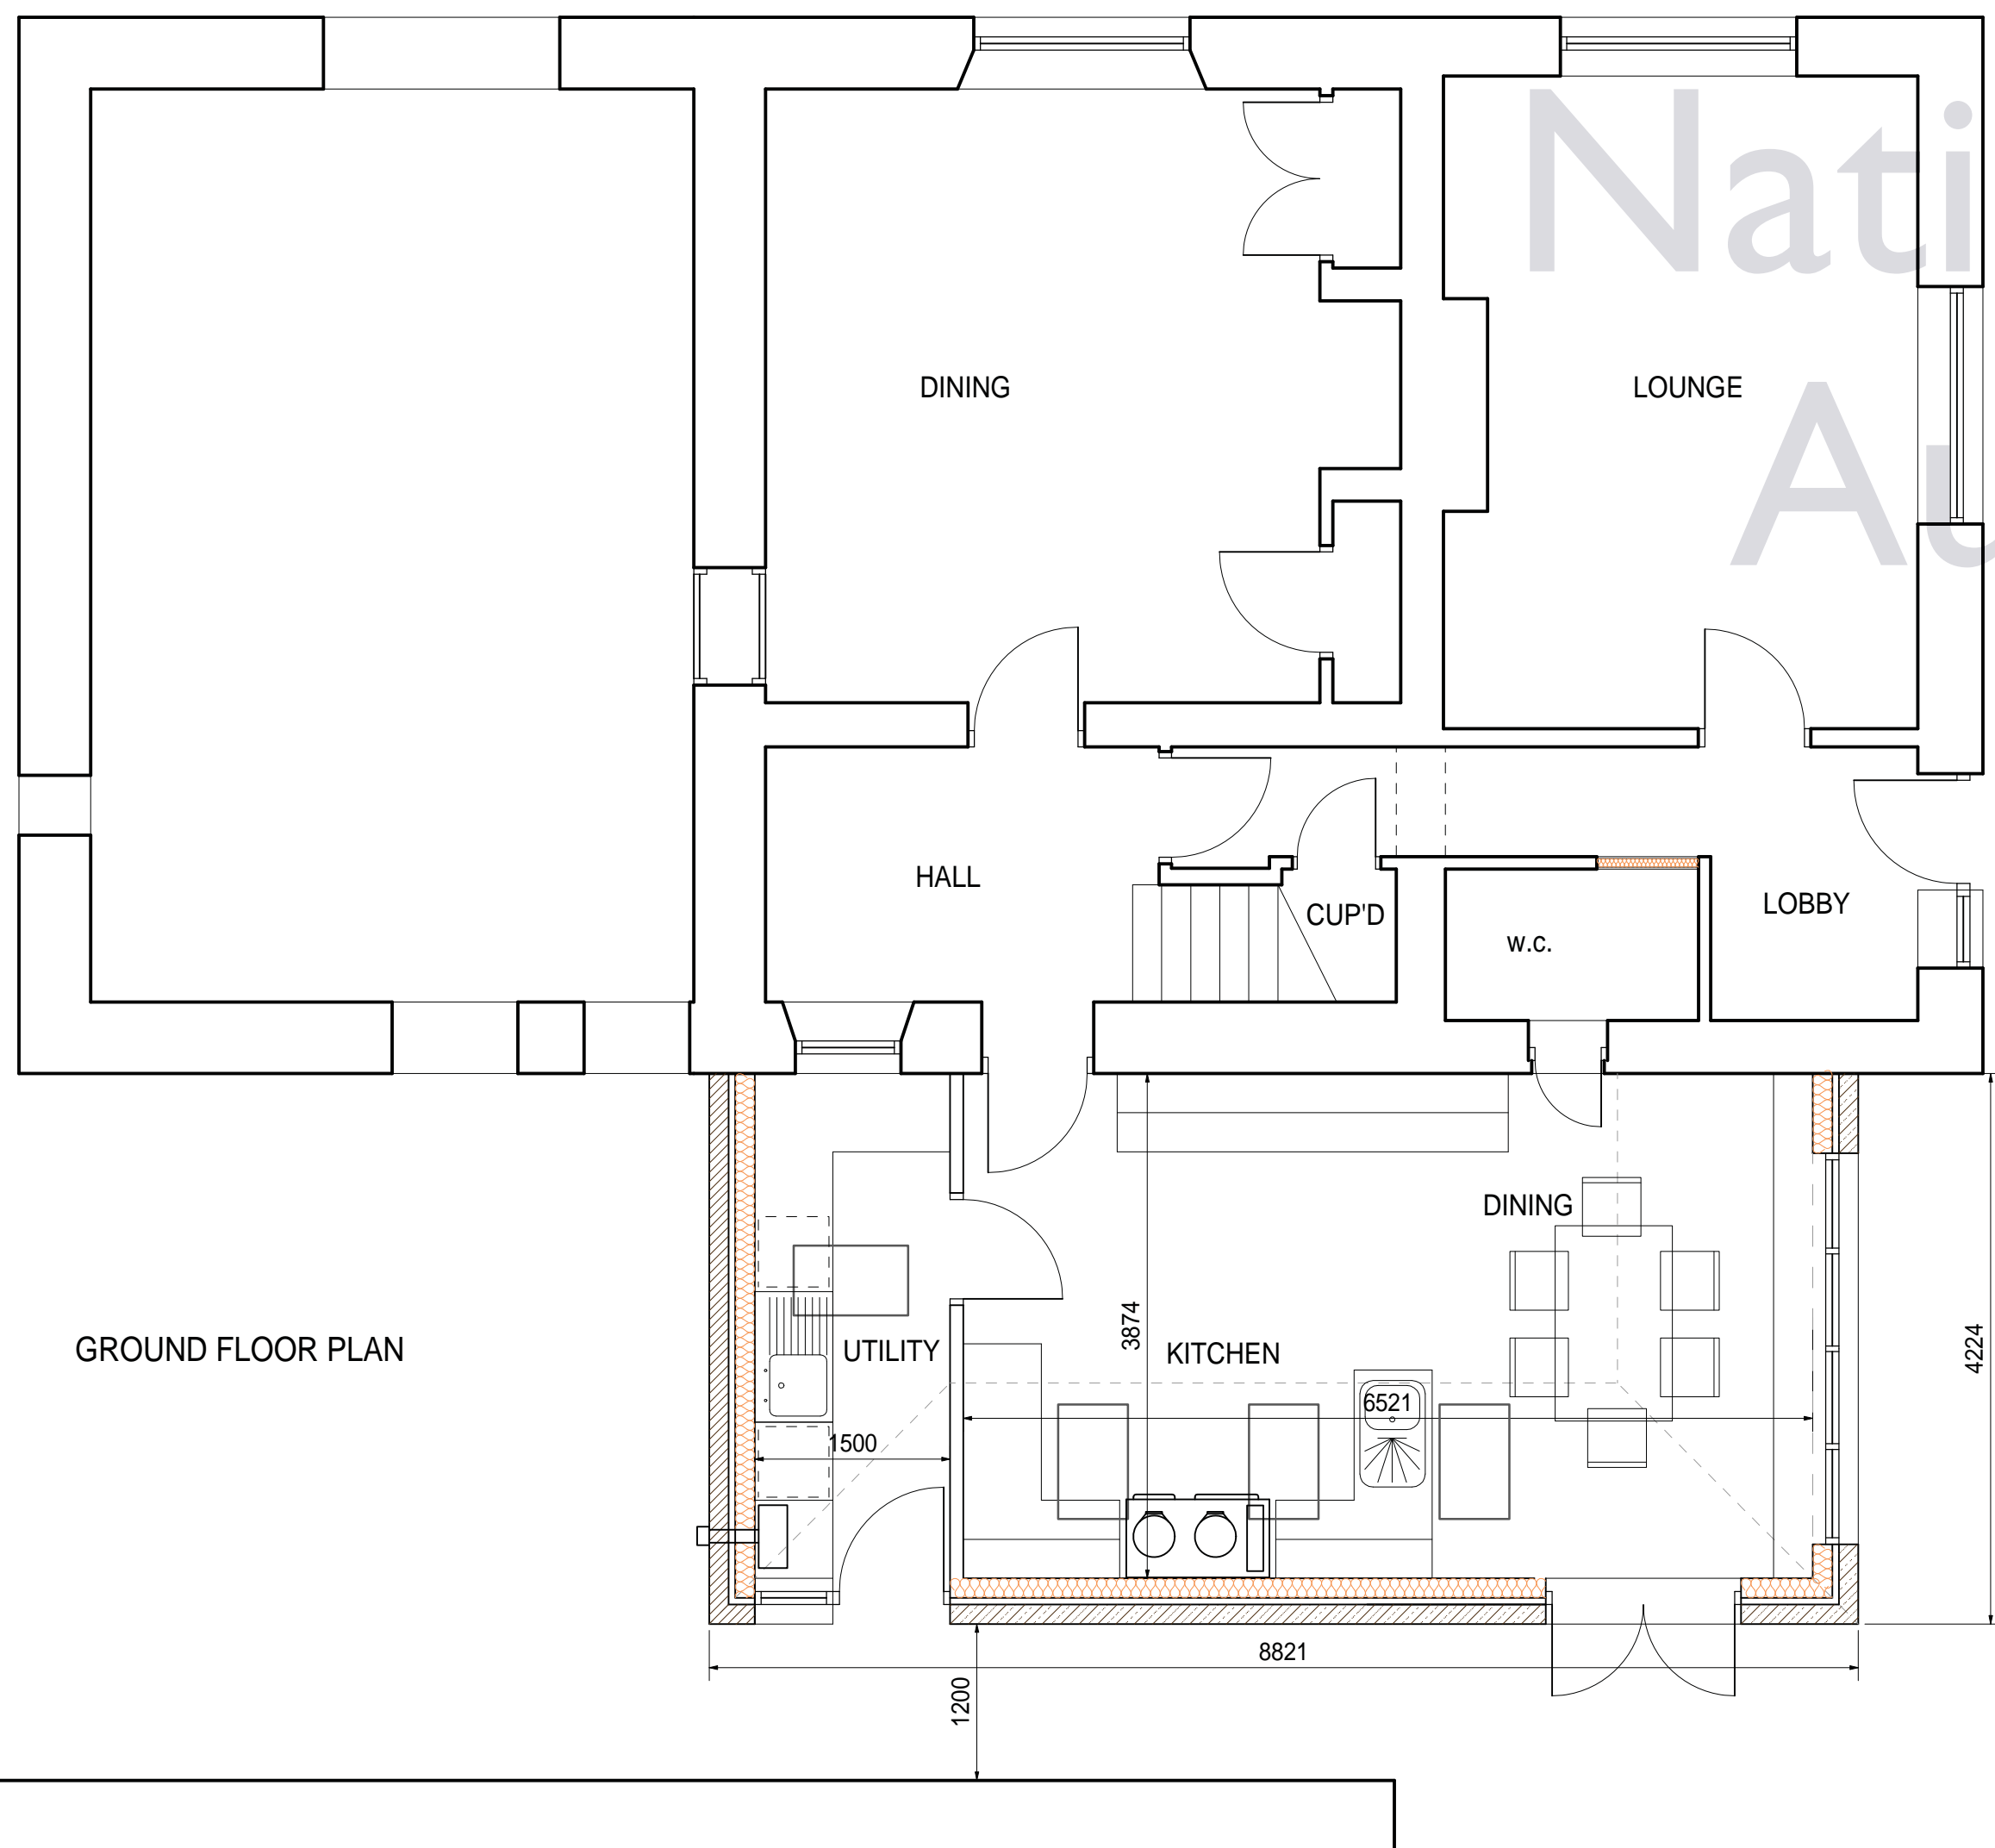 Nati
Au
DINING
LOUNGE
HALL
CUP'D
w.c.
LOBBY
DINING
GROUND FLOOR PLAN
UTILITY
3874
KITCHEN
4224
6521
1500
8821
1200